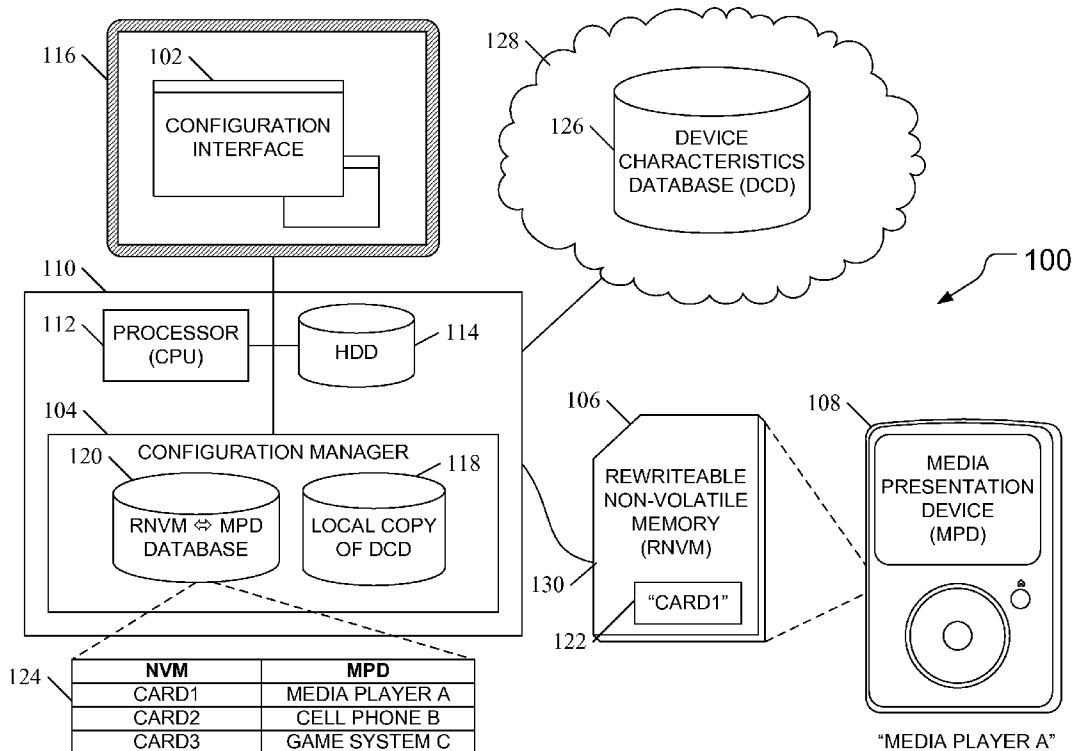 116
102
CONFIGURATION
INTERFACE
128
126
DEVICE
CHARACTERISTICS
DATABASE (DCD)
100
110
112
PROCESSOR
(CPU)
HDD
114
104
CONFIGURATION MANAGER
120
118
RNVM ⇔ MPD
DATABASE
LOCAL COPY
OF DCD
106
REWRITEABLE
NON-VOLATILE
MEMORY
(RNVM)
130
"CARD1"
122
108
MEDIA
PRESENTATION
DEVICE
(MPD)
124
NVM MPD
CARD1 MEDIA PLAYER A
CARD2 CELL PHONE B
CARD3 GAME SYSTEM C
"MEDIA PLAYER A"